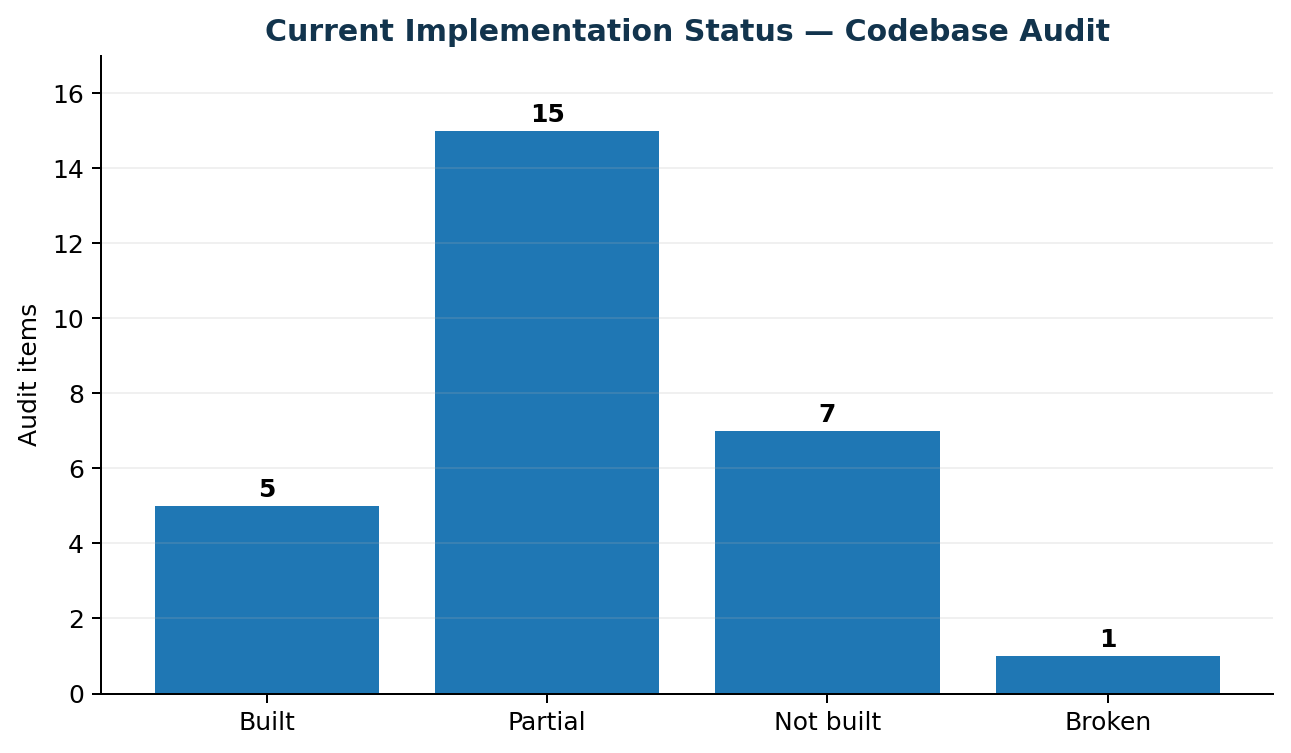 Current Implementation Status — Codebase Audit
16
14
12
10
8
6
4
2
0
Audit items
5
15
7
1
Built
Partial
Not built
Broken